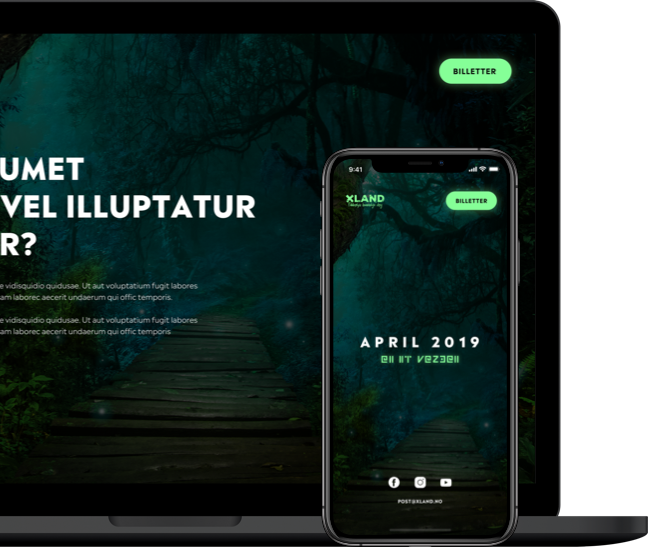 BILLETTER
UMET
VEL ILLUPTATUR
R?
e vidisquidio quidusae. Ut aut voluptatium fugit labores
am laborec aecerit undaerum qui offic temporis.
e vidisquidio quidusae. Ut aut voluptatium fugit labores
am laborec aecerit undaerum qui offic temporis
9:41
XLAND
BILLETTER
APRIL 2019
POST@XLAND.NO